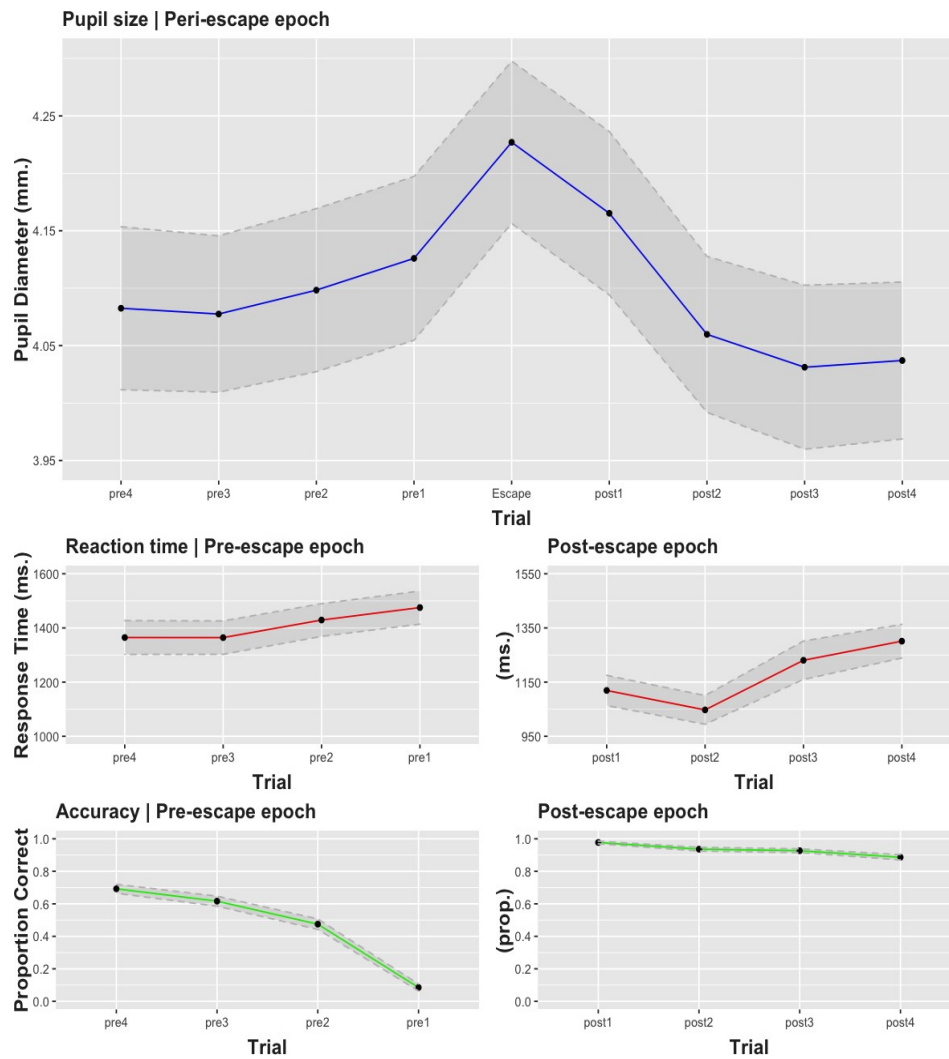 Pupil size | Peri-escape epoch
Pupil Diameter (mm.)
4.25
4.15
4.05
3.95
pre4 pre3 pre2 pre1 Escape post1 post2 post3 post4
Trial
Reaction time | Pre-escape epoch
Response Time (ms.)
1600
1400
1200
1000
pre4 pre3 pre2 pre1
Trial
Post-escape epoch
(ms.)
1550
1350
1150
950
post1 post2 post3 post4
Trial
Accuracy | Pre-escape epoch
Proportion Correct
1.0
0.8
0.6
0.4
0.2
0.0
pre4 pre3 pre2 pre1
Trial
Post-escape epoch
(prop.)
1.0
0.8
0.6
0.4
0.2
0.0
post1 post2 post3 post4
Trial